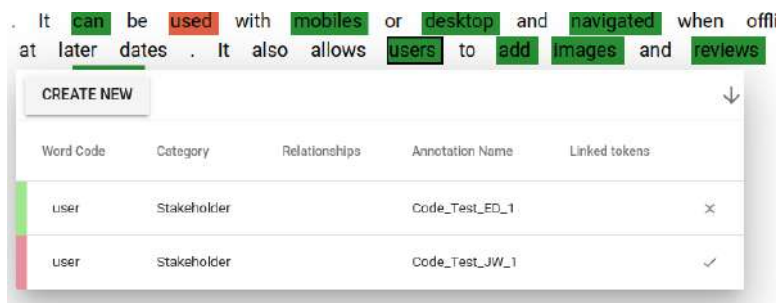 . It can be used with mobiles or desktop and navigated when offli
at later dates . It also allows users to add images and reviews
CREATE NEW
Word Code Category Relationships Annotation Name Linked tokens
user Stakeholder Code_Test_ED_1
user Stakeholder Code_Test_JW_1